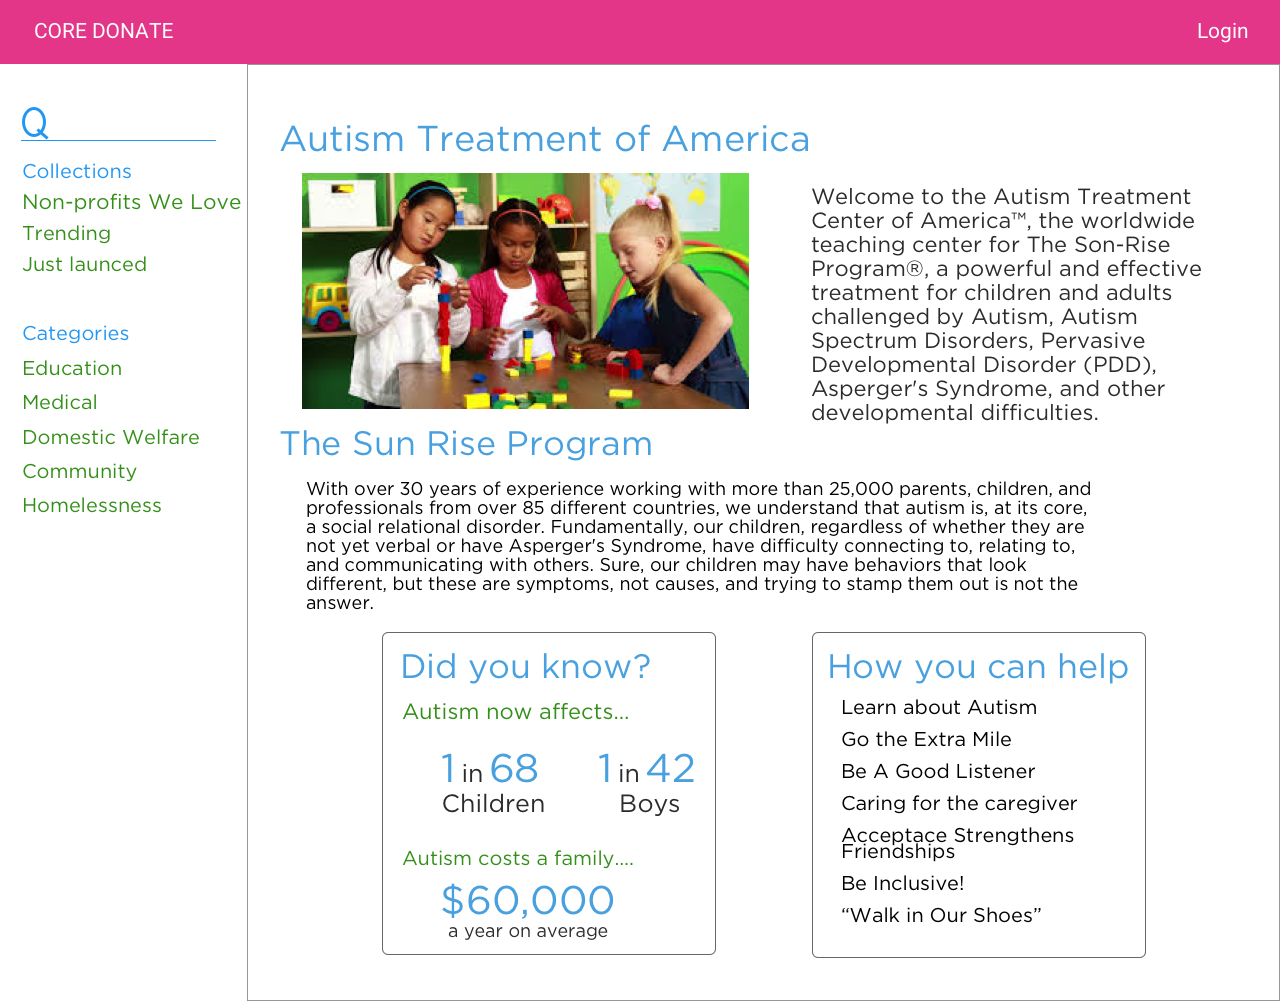 CORE DONATE
Login
Collections
Non-profits We Love
Trending
Just launced
Categories
Education
Medical
Domestic Welfare
Community
Homelessness
Autism Treatment of America
Welcome to the Autism Treatment
Center of America™, the worldwide
teaching center for The Son-Rise
Program®, a powerful and effective
treatment for children and adults
challenged by Autism, Autism
Spectrum Disorders, Pervasive
Developmental Disorder (PDD),
Asperger's Syndrome, and other
developmental difficulties.
The Sun Rise Program
With over 30 years of experience working with more than 25,000 parents, children, and
professionals from over 85 different countries, we understand that autism is, at its core,
a social relational disorder. Fundamentally, our children, regardless of whether they are
not yet verbal or have Asperger's Syndrome, have difficulty connecting to, relating to,
and communicating with others. Sure, our children may have behaviors that look
different, but these are symptoms, not causes, and trying to stamp them out is not the
answer.
Did you know?
Autism now affects...
1 in 68
Children
1 in 42
Boys
Autism costs a family....
$60,000
a year on average
How you can help
Learn about Autism
Go the Extra Mile
Be A Good Listener
Caring for the caregiver
Acceptace Strengthens
Friendships
Be Inclusive!
“Walk in Our Shoes”